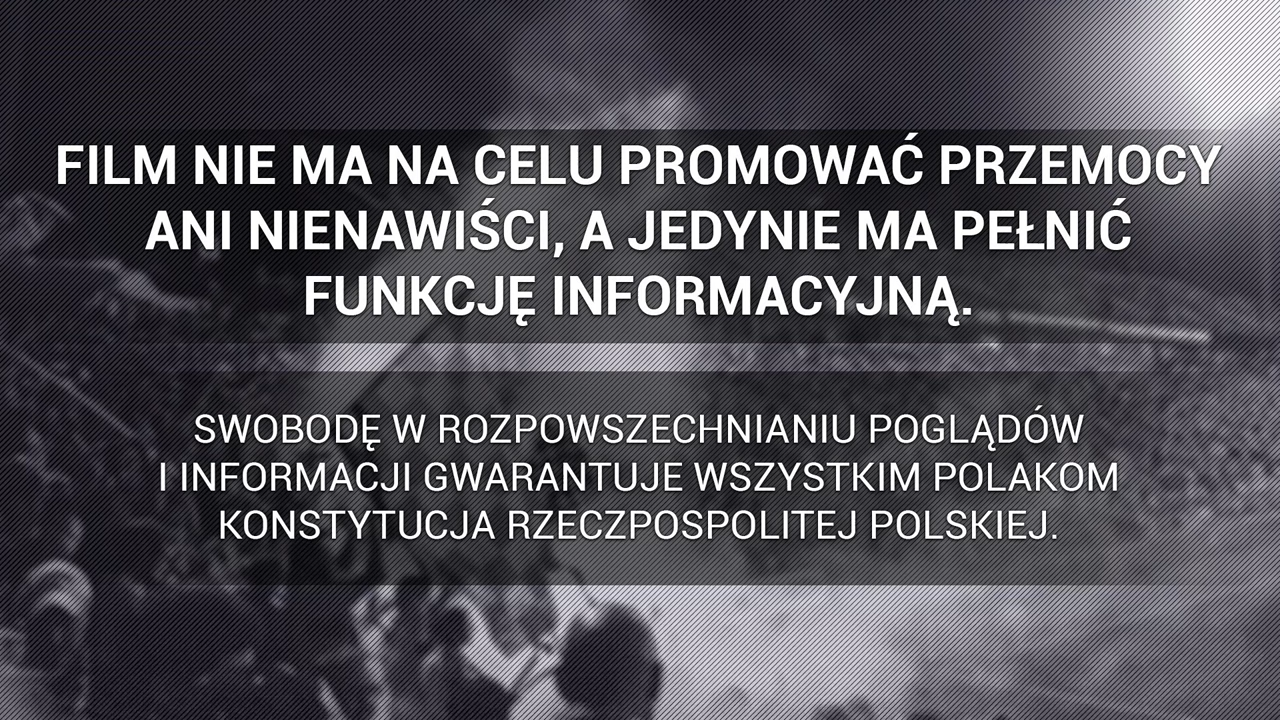 FILM NIE MA NA CELU PROMOWAĆ PRZEMOCY
ANI NIENAWIŚCI, A JEDYNIE MA PEŁNIĆ
FUNKCJĘ INFORMACYJNĄ.
SWOBODĘ W ROZPOWSZECHNIANIU POGLĄDÓW
I INFORMACJI GWARANTUJE WSZYSTKIM POLAKOM
KONSTYTUCJA RZECZPOSPOLITEJ POLSKIEJ.